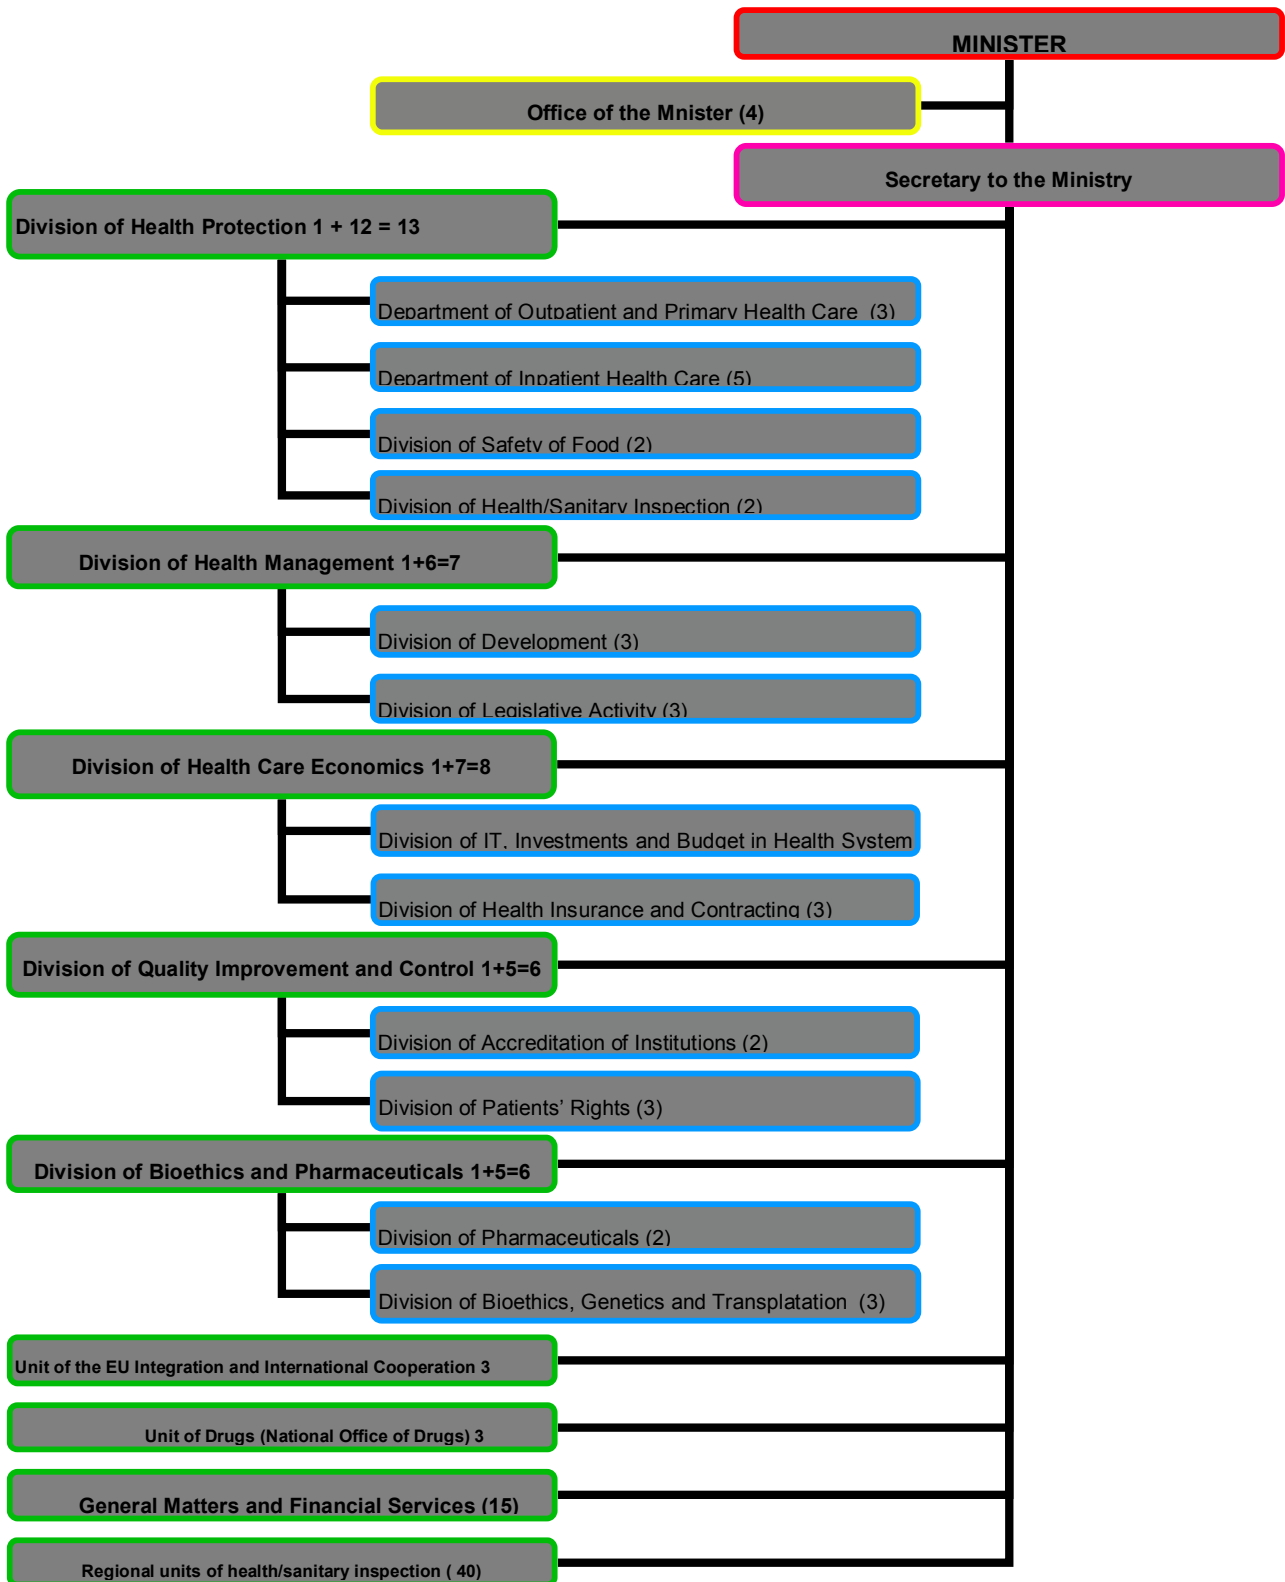 MINISTER
Office of the Mnister (4)
Secretary to the Ministry
Division of Health Protection 1 + 12 = 13
Department of Outpatient and Primary Health Care  (3)
Department of Inpatient Health Care (5)
Division of Safety of Food (2)
Division of Health/Sanitary Inspection (2)
Division of Health Management 1+6=7
Division of Development (3)
Division of Legislative Activity (3)
Division of Health Care Economics 1+7=8
Division of IT, Investments and Budget in Health System
Division of Health Insurance and Contracting (3)
Division of Quality Improvement and Control 1+5=6
Division of Accreditation of Institutions (2)
Division of Patients’ Rights (3)
Division of Bioethics and Pharmaceuticals 1+5=6
Division of Pharmaceuticals (2)
Division of Bioethics, Genetics and Transplatation  (3)
Unit of the EU Integration and International Cooperation 3
Unit of Drugs (National Office of Drugs) 3
General Matters and Financial Services (15)
Regional units of health/sanitary inspection ( 40)